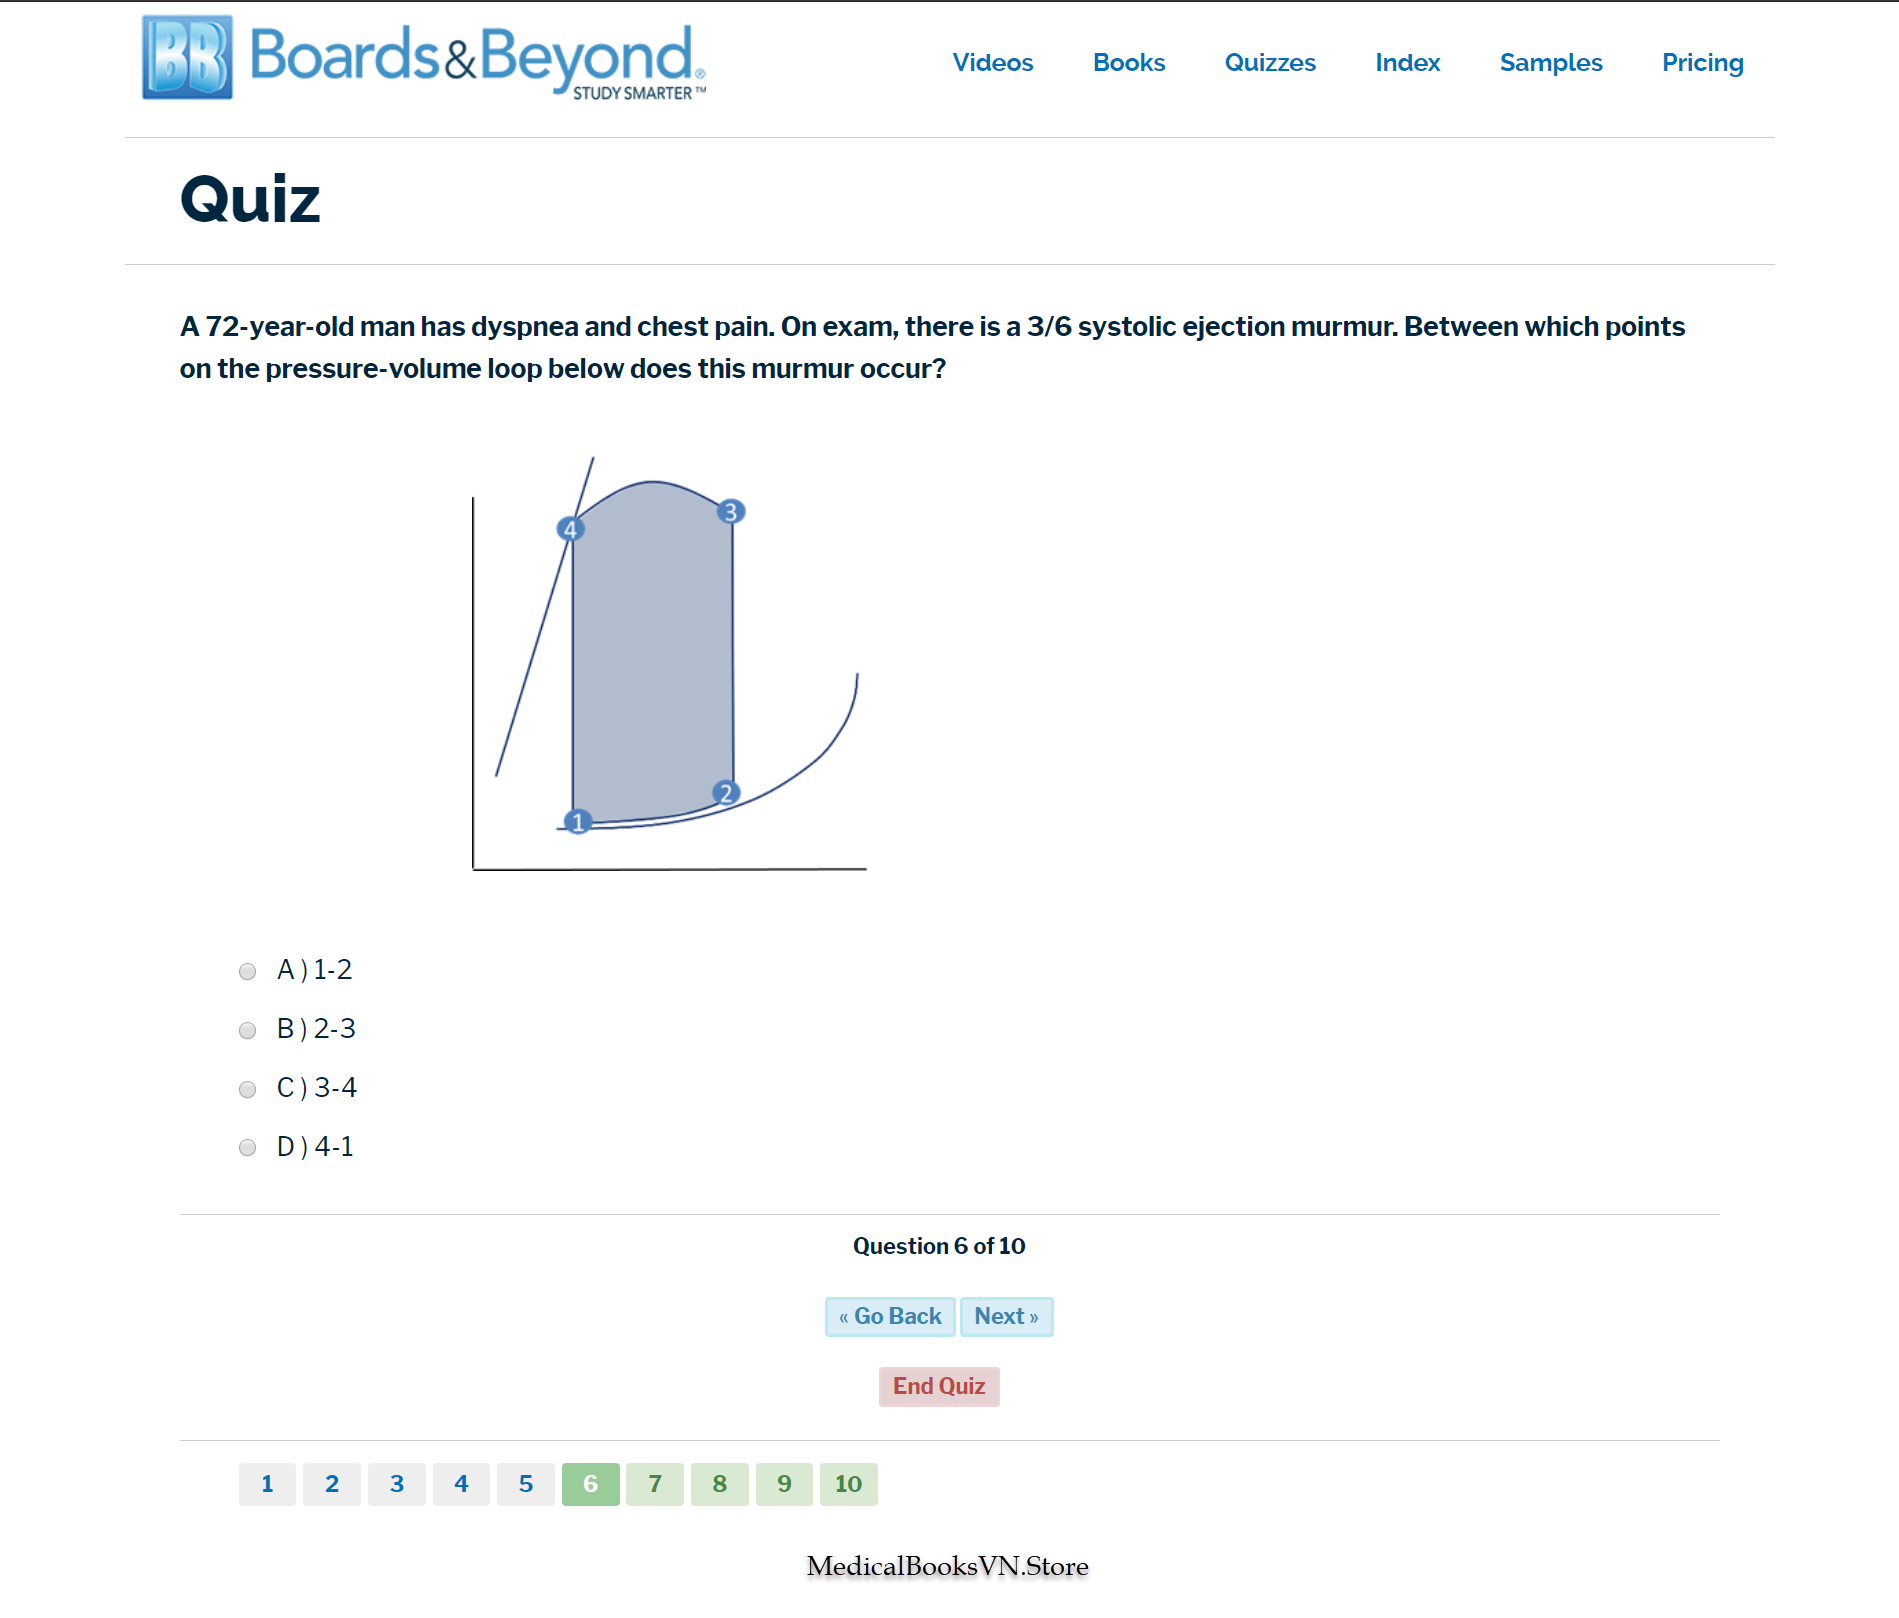 BB Boards&Beyond®
STUDY SMARTER™
Videos Books Quizzes Index Samples Pricing
Quiz
A 72-year-old man has dyspnea and chest pain. On exam, there is a 3/6 systolic ejection murmur. Between which points
on the pressure-volume loop below does this murmur occur?
4 3
2
1
A ) 1-2
B ) 2-3
C ) 3-4
D ) 4-1
Question 6 of 10
« Go Back Next »
End Quiz
1 2 3 4 5 6 7 8 9 10
MedicalBooksVN.Store